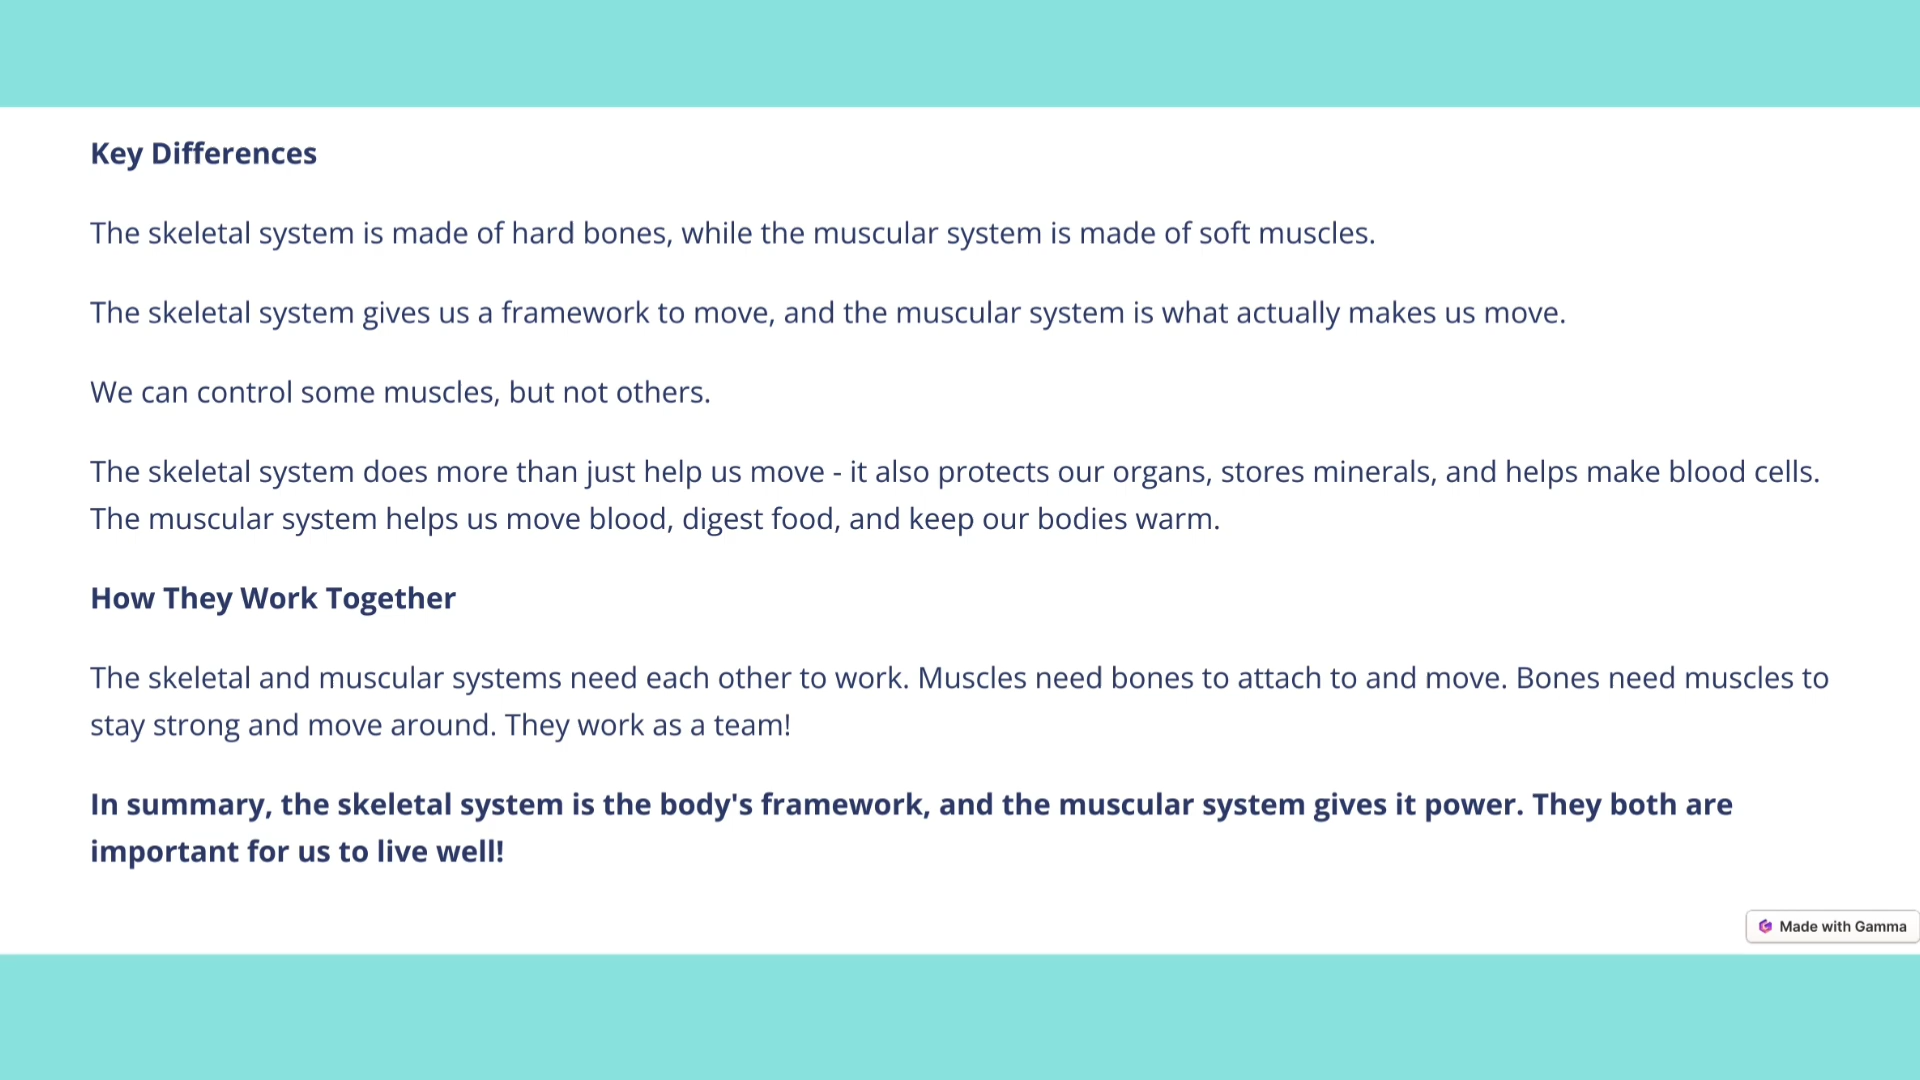 Key Differences
The skeletal system is made of hard bones, while the muscular system is made of soft muscles.
The skeletal system gives us a framework to move, and the muscular system is what actually makes us move.
We can control some muscles, but not others.
The skeletal system does more than just help us move - it also protects our organs, stores minerals, and helps make blood cells.
The muscular system helps us move blood, digest food, and keep our bodies warm.
How They Work Together
The skeletal and muscular systems need each other to work. Muscles need bones to attach to and move. Bones need muscles to
stay strong and move around. They work as a team!
In summary, the skeletal system is the body's framework, and the muscular system gives it power. They both are
important for us to live well!
Made with Gamma